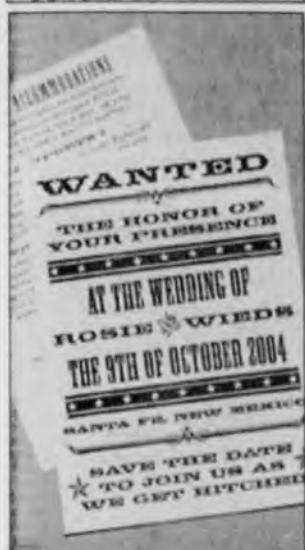 ACCOMMODATIONS
WANTED
THE HONOR OF
YOUR PRESENCE
AT THE WEDDING OF
ROSIE & WIEDS
THE 9TH OF OCTOBER 2004
SANTA FE, NEW MEXICO
SAVE THE DATE
TO JOIN US AS
WE GET HITCHED